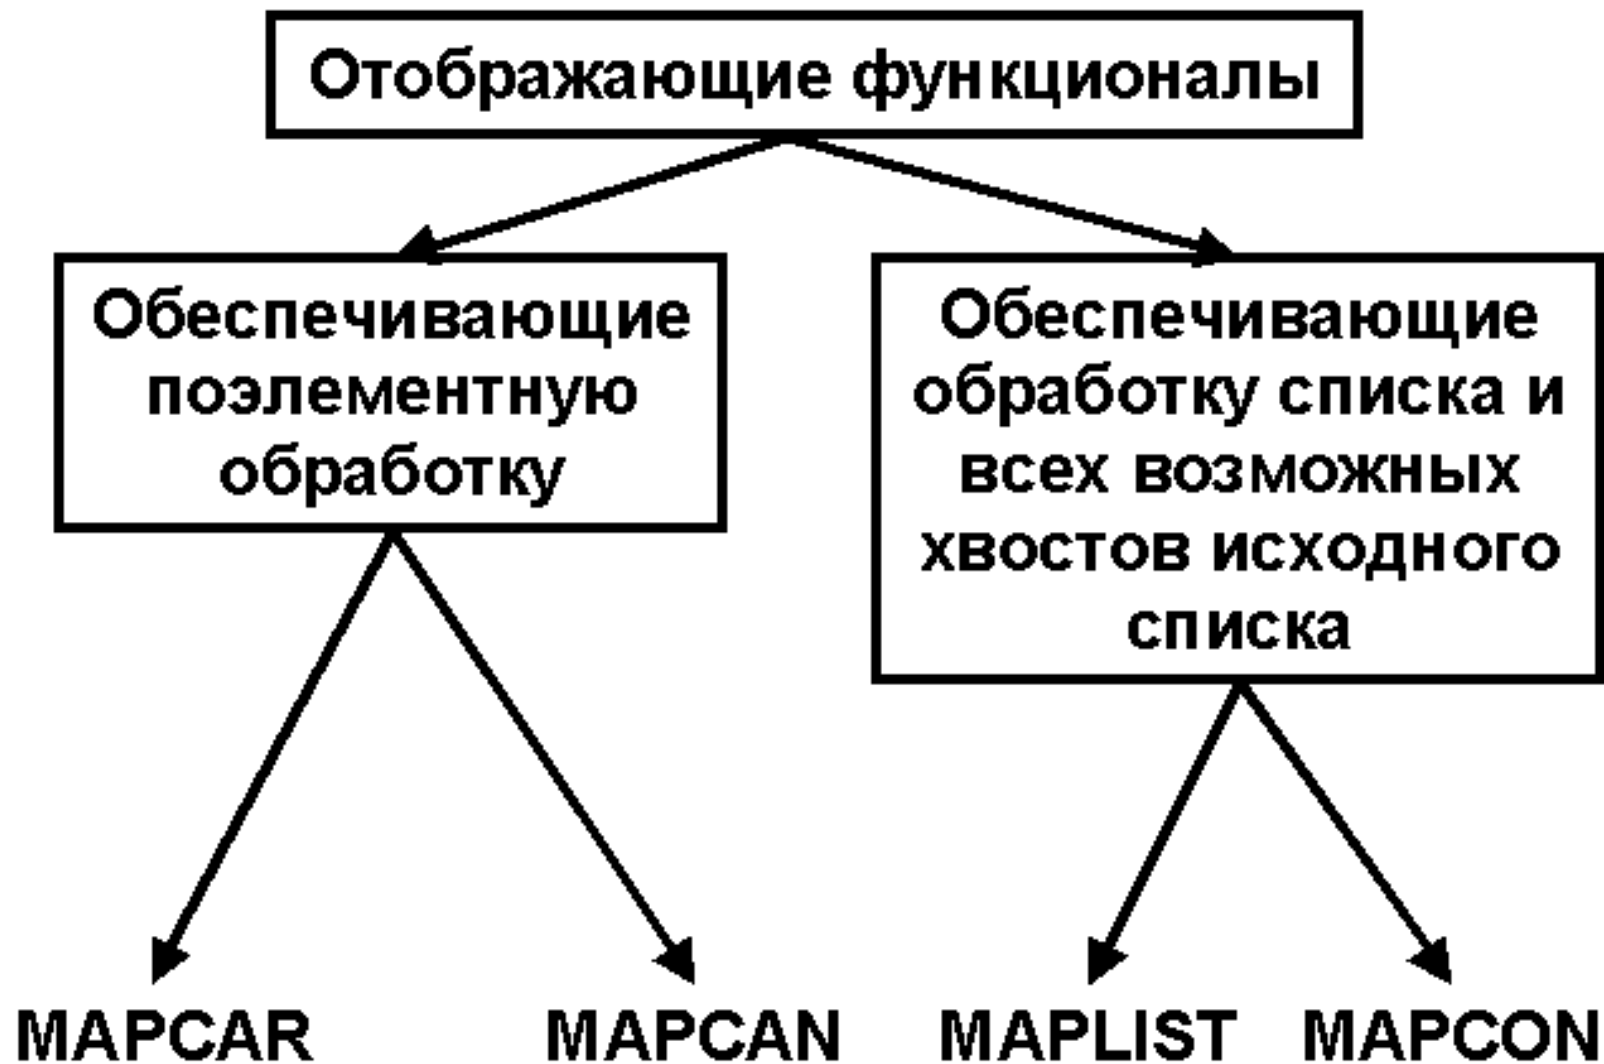 Отображающие функционалы
Обеспечивающие
поэлементную
обработку
Обеспечивающие
обработку списка и
всех возможных
хвостов исходного
списка
MAPCAR
MAPCAN
MAPLIST
MAPCON